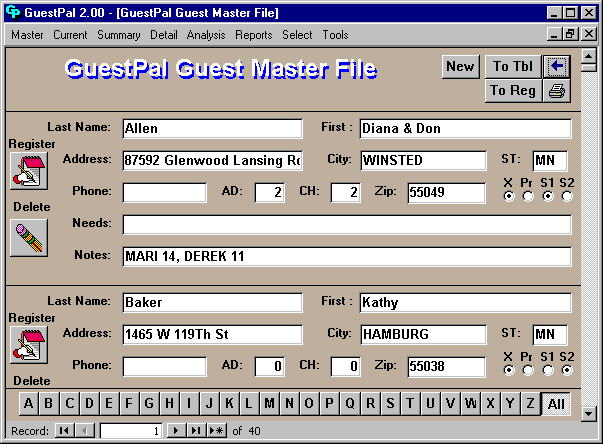 GuestPal 2.00 - [GuestPal Guest Master File]
Master Current Summary Detail Analysis Reports Select Tools
GuestPal Guest Master File
New To Tbl
To Reg
Last Name: Allen First : Diana & Don
Register
Address: 87592 Glenwood Lansing City: WINSTED ST: MN
Phone: AD: 2 CH: 2 Zip: 55049 X Pr S1 S2
Delete
Needs:
Notes: MARI 14, DEREK 11
Last Name: Baker First : Kathy
Register
Address: 1465 W 119Th St City: HAMBURG ST: MN
Phone: AD: 0 CH: 0 Zip: 55038 X Pr S1 S2
Delete
A B C D E F G H I J K L M N O P Q R S T U V W X Y Z All
Record: 1 of 40